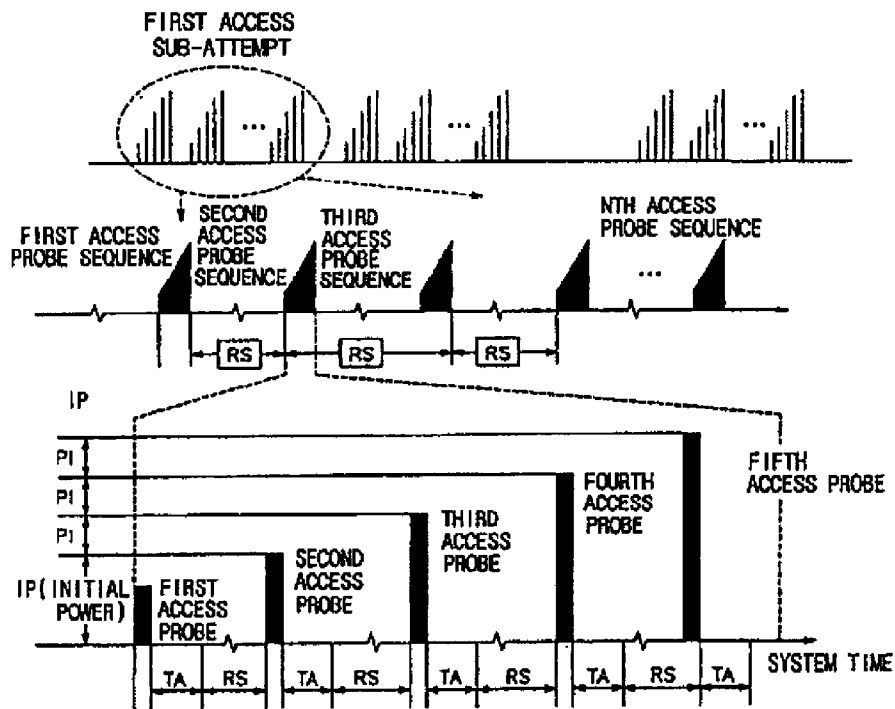 FIRST ACCESS
SUB-ATTEMPT
...
...
...
FIRST ACCESS
PROBE SEQUENCE
SECOND
ACCESS
PROBE
SEQUENCE
THIRD
ACCESS
PROBE
SEQUENCE
NTH ACCESS
PROBE SEQUENCE
...
RS
RS
RS
IP
PI
PI
PI
IP(INITIAL
POWER)
FIRST
ACCESS
PROBE
SECOND
ACCESS
PROBE
THIRD
ACCESS
PROBE
FOURTH
ACCESS
PROBE
FIFTH
ACCESS PROBE
SYSTEM TIME
TA
RS
TA
RS
TA
RS
TA
RS
TA